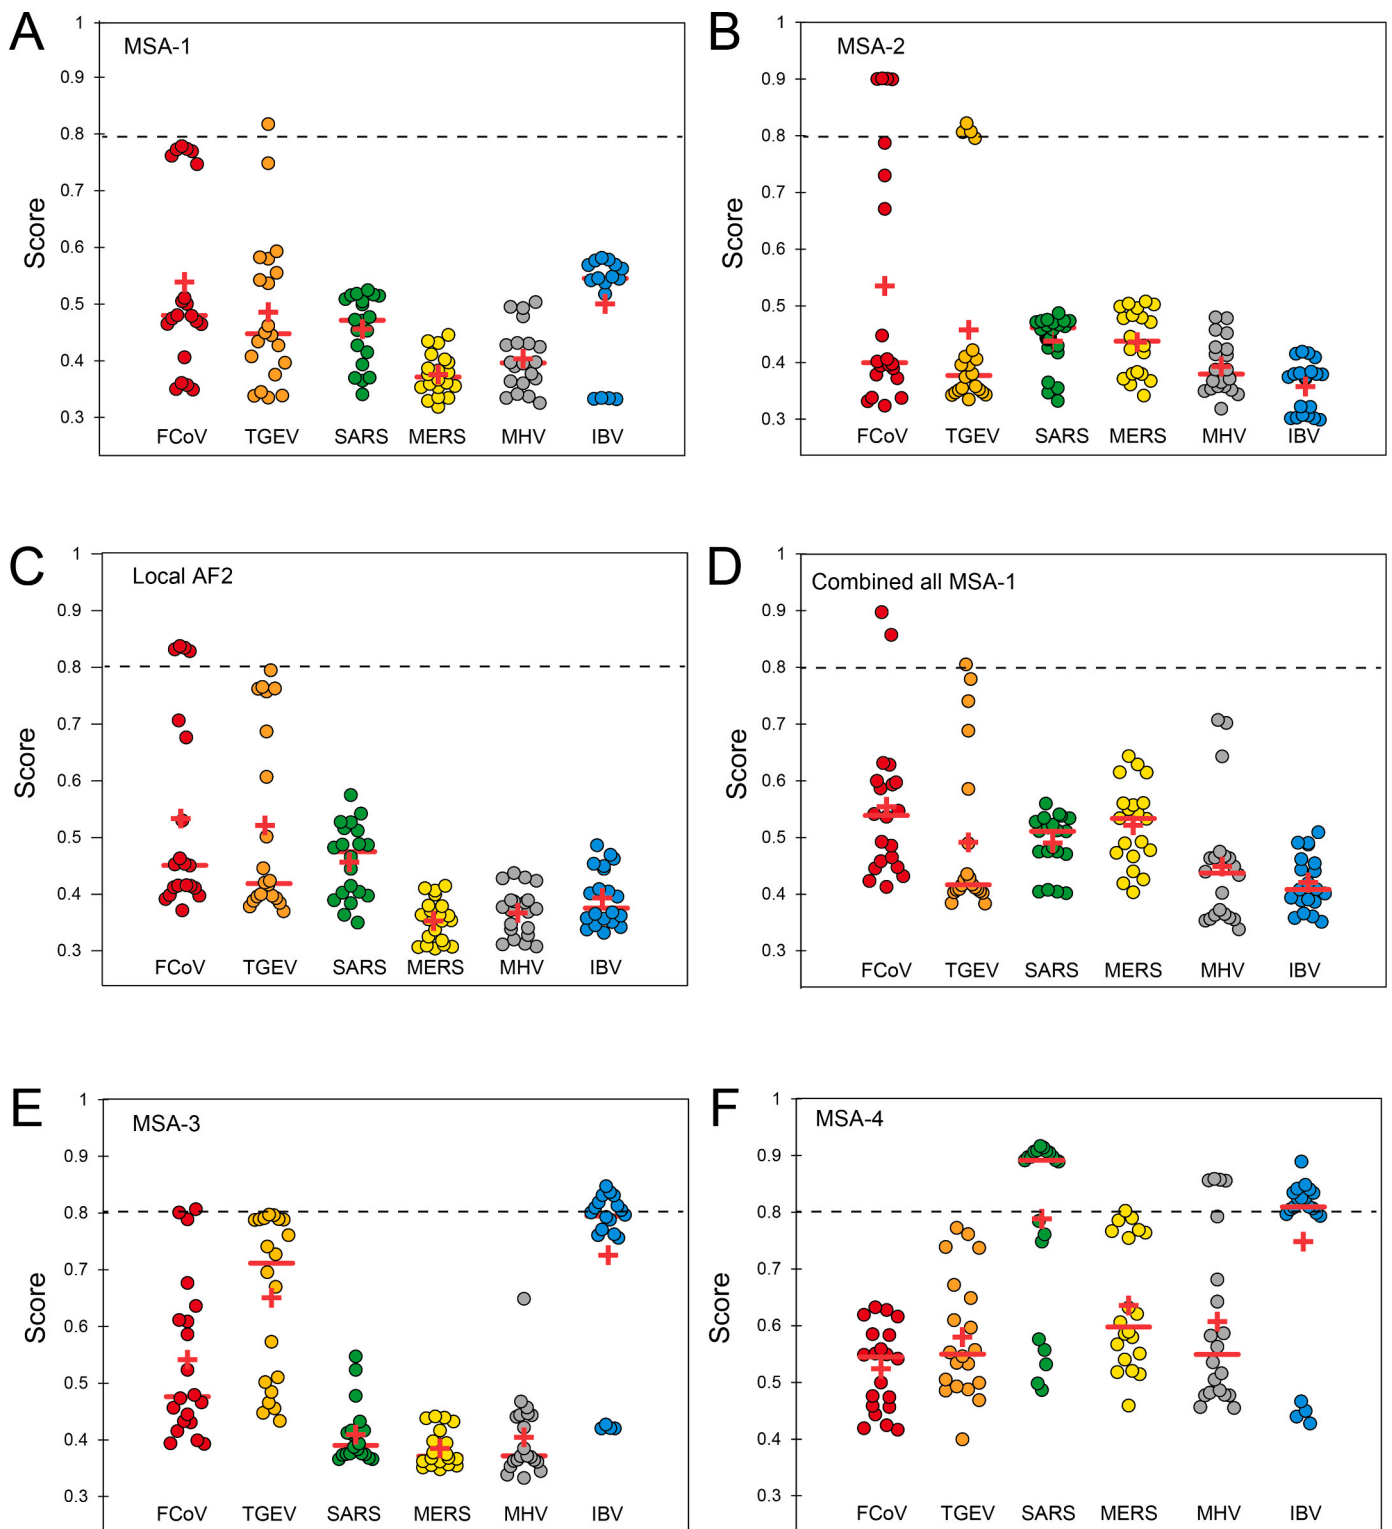 A
MSA-1
1
0.9
0.8
0.7
0.6
0.5
0.4
0.3
Score
FCoV TGEV SARS MERS MHV IBV
B
MSA-2
1
0.9
0.8
0.7
0.6
0.5
0.4
0.3
Score
FCoV TGEV SARS MERS MHV IBV
C
Local AF2
1
0.9
0.8
0.7
0.6
0.5
0.4
0.3
Score
FCoV TGEV SARS MERS MHV IBV
D
Combined all MSA-1
1
0.9
0.8
0.7
0.6
0.5
0.4
0.3
Score
FCoV TGEV SARS MERS MHV IBV
E
MSA-3
1
0.9
0.8
0.7
0.6
0.5
0.4
0.3
Score
FCoV TGEV SARS MERS MHV IBV
F
MSA-4
1
0.9
0.8
0.7
0.6
0.5
0.4
0.3
Score
FCoV TGEV SARS MERS MHV IBV